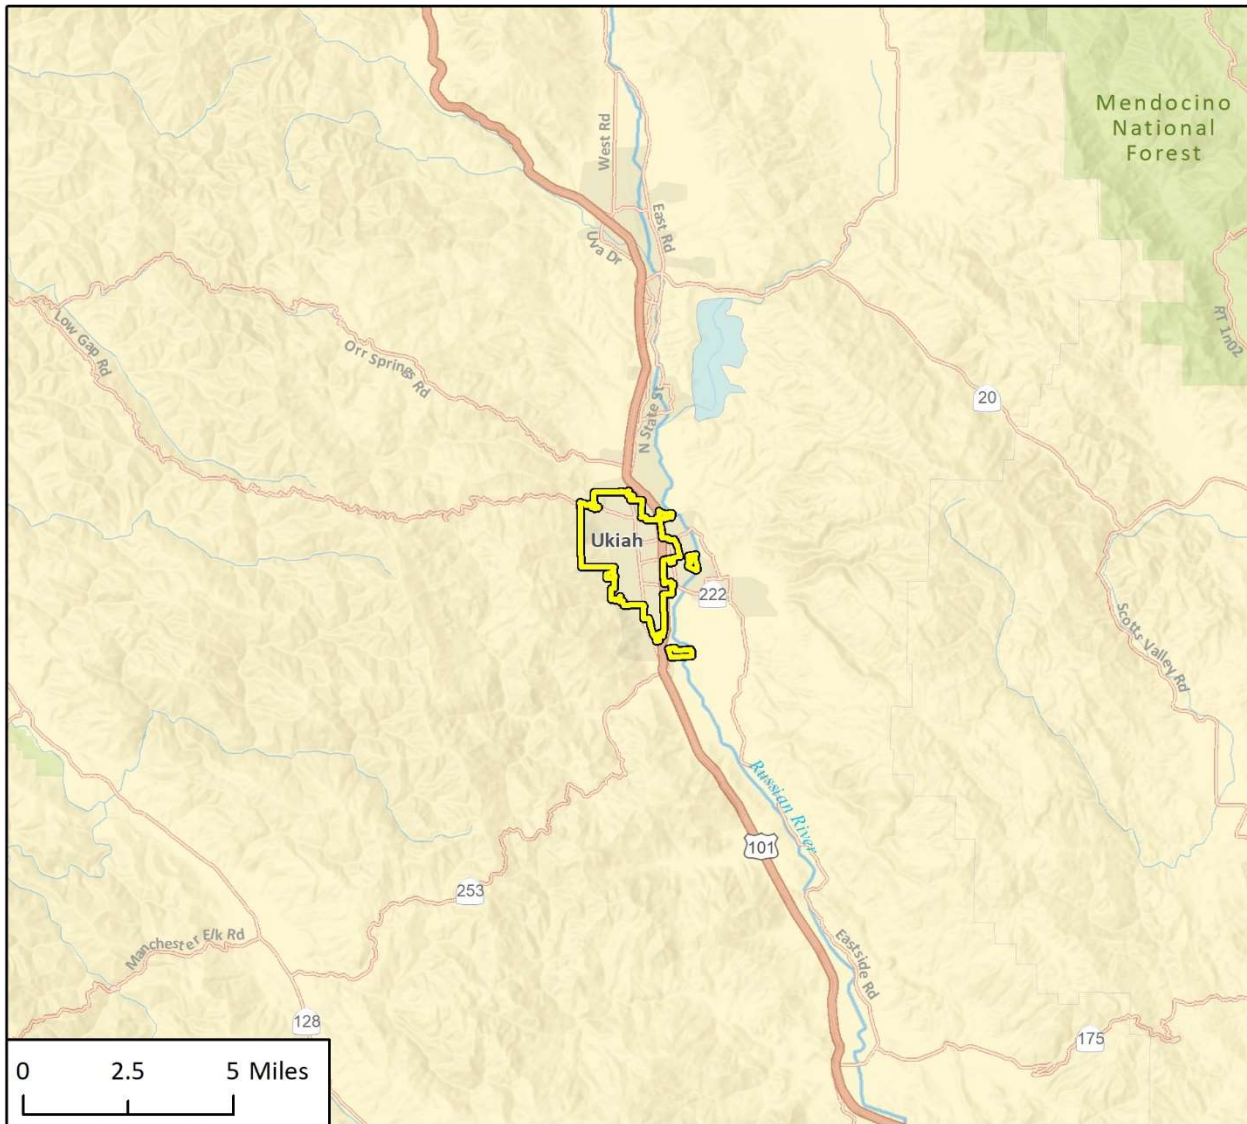 Mendocino
National
Forest
West Rd
East Rd
Uva Dr
RT 1n02
Low Gap Rd
Orr Springs Rd
N State St
20
Ukiah
222
Scotts Valley Rd
Russian River
101
253
Manchester Elk Rd
Eastside Rd
128
175
0 2.5 5 Miles